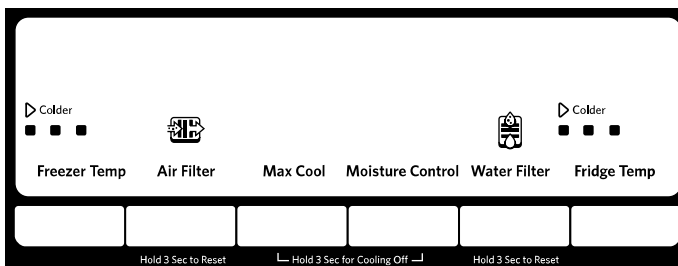 Colder
Colder
Freezer Temp
Air Filter
Max Cool
Moisture Control
Water Filter
Fridge Temp
Hold 3 Sec to Reset
Hold 3 Sec for Cooling Off
Hold 3 Sec to Reset